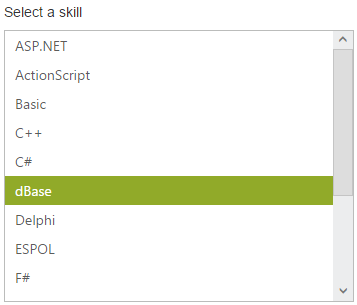 Select a skill
ASP.NET
ActionScript
Basic
C++
C#
dBase
Delphi
ESPOL
F#